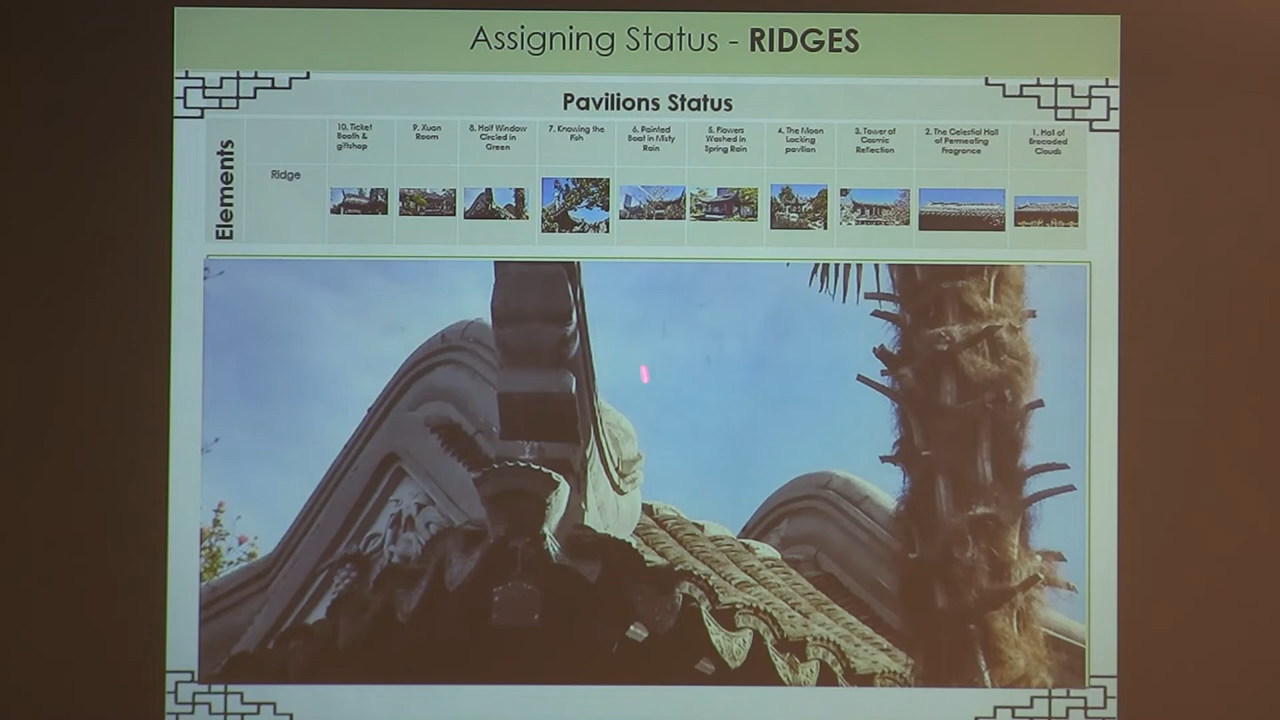 Assigning Status - RIDGES
Pavilions Status
Elements
10. Ticket
Booth &
giftshop
9. Xuan
Room
8. Half Window
Circled in
Green
7. Knowing the
Fish
6. Painted
Boat in Misty
Rain
5. Flowers
Washed in
Spring Rain
4. The Moon
Locking
pavilion
3. Tower of
Cosmic
Reflection
2. The Celestial Hall
of Permeating
Fragrance
1. Hall of
Brocaded
Clouds
Ridge